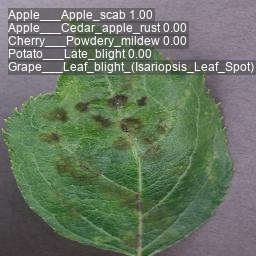 Apple___Apple_scab 1.00
Apple___Cedar_apple_rust 0.00
Cherry___Powdery_mildew 0.00
Potato___Late_blight 0.00
Grape___Leaf_blight_(Isariopsis_Leaf_Spot)